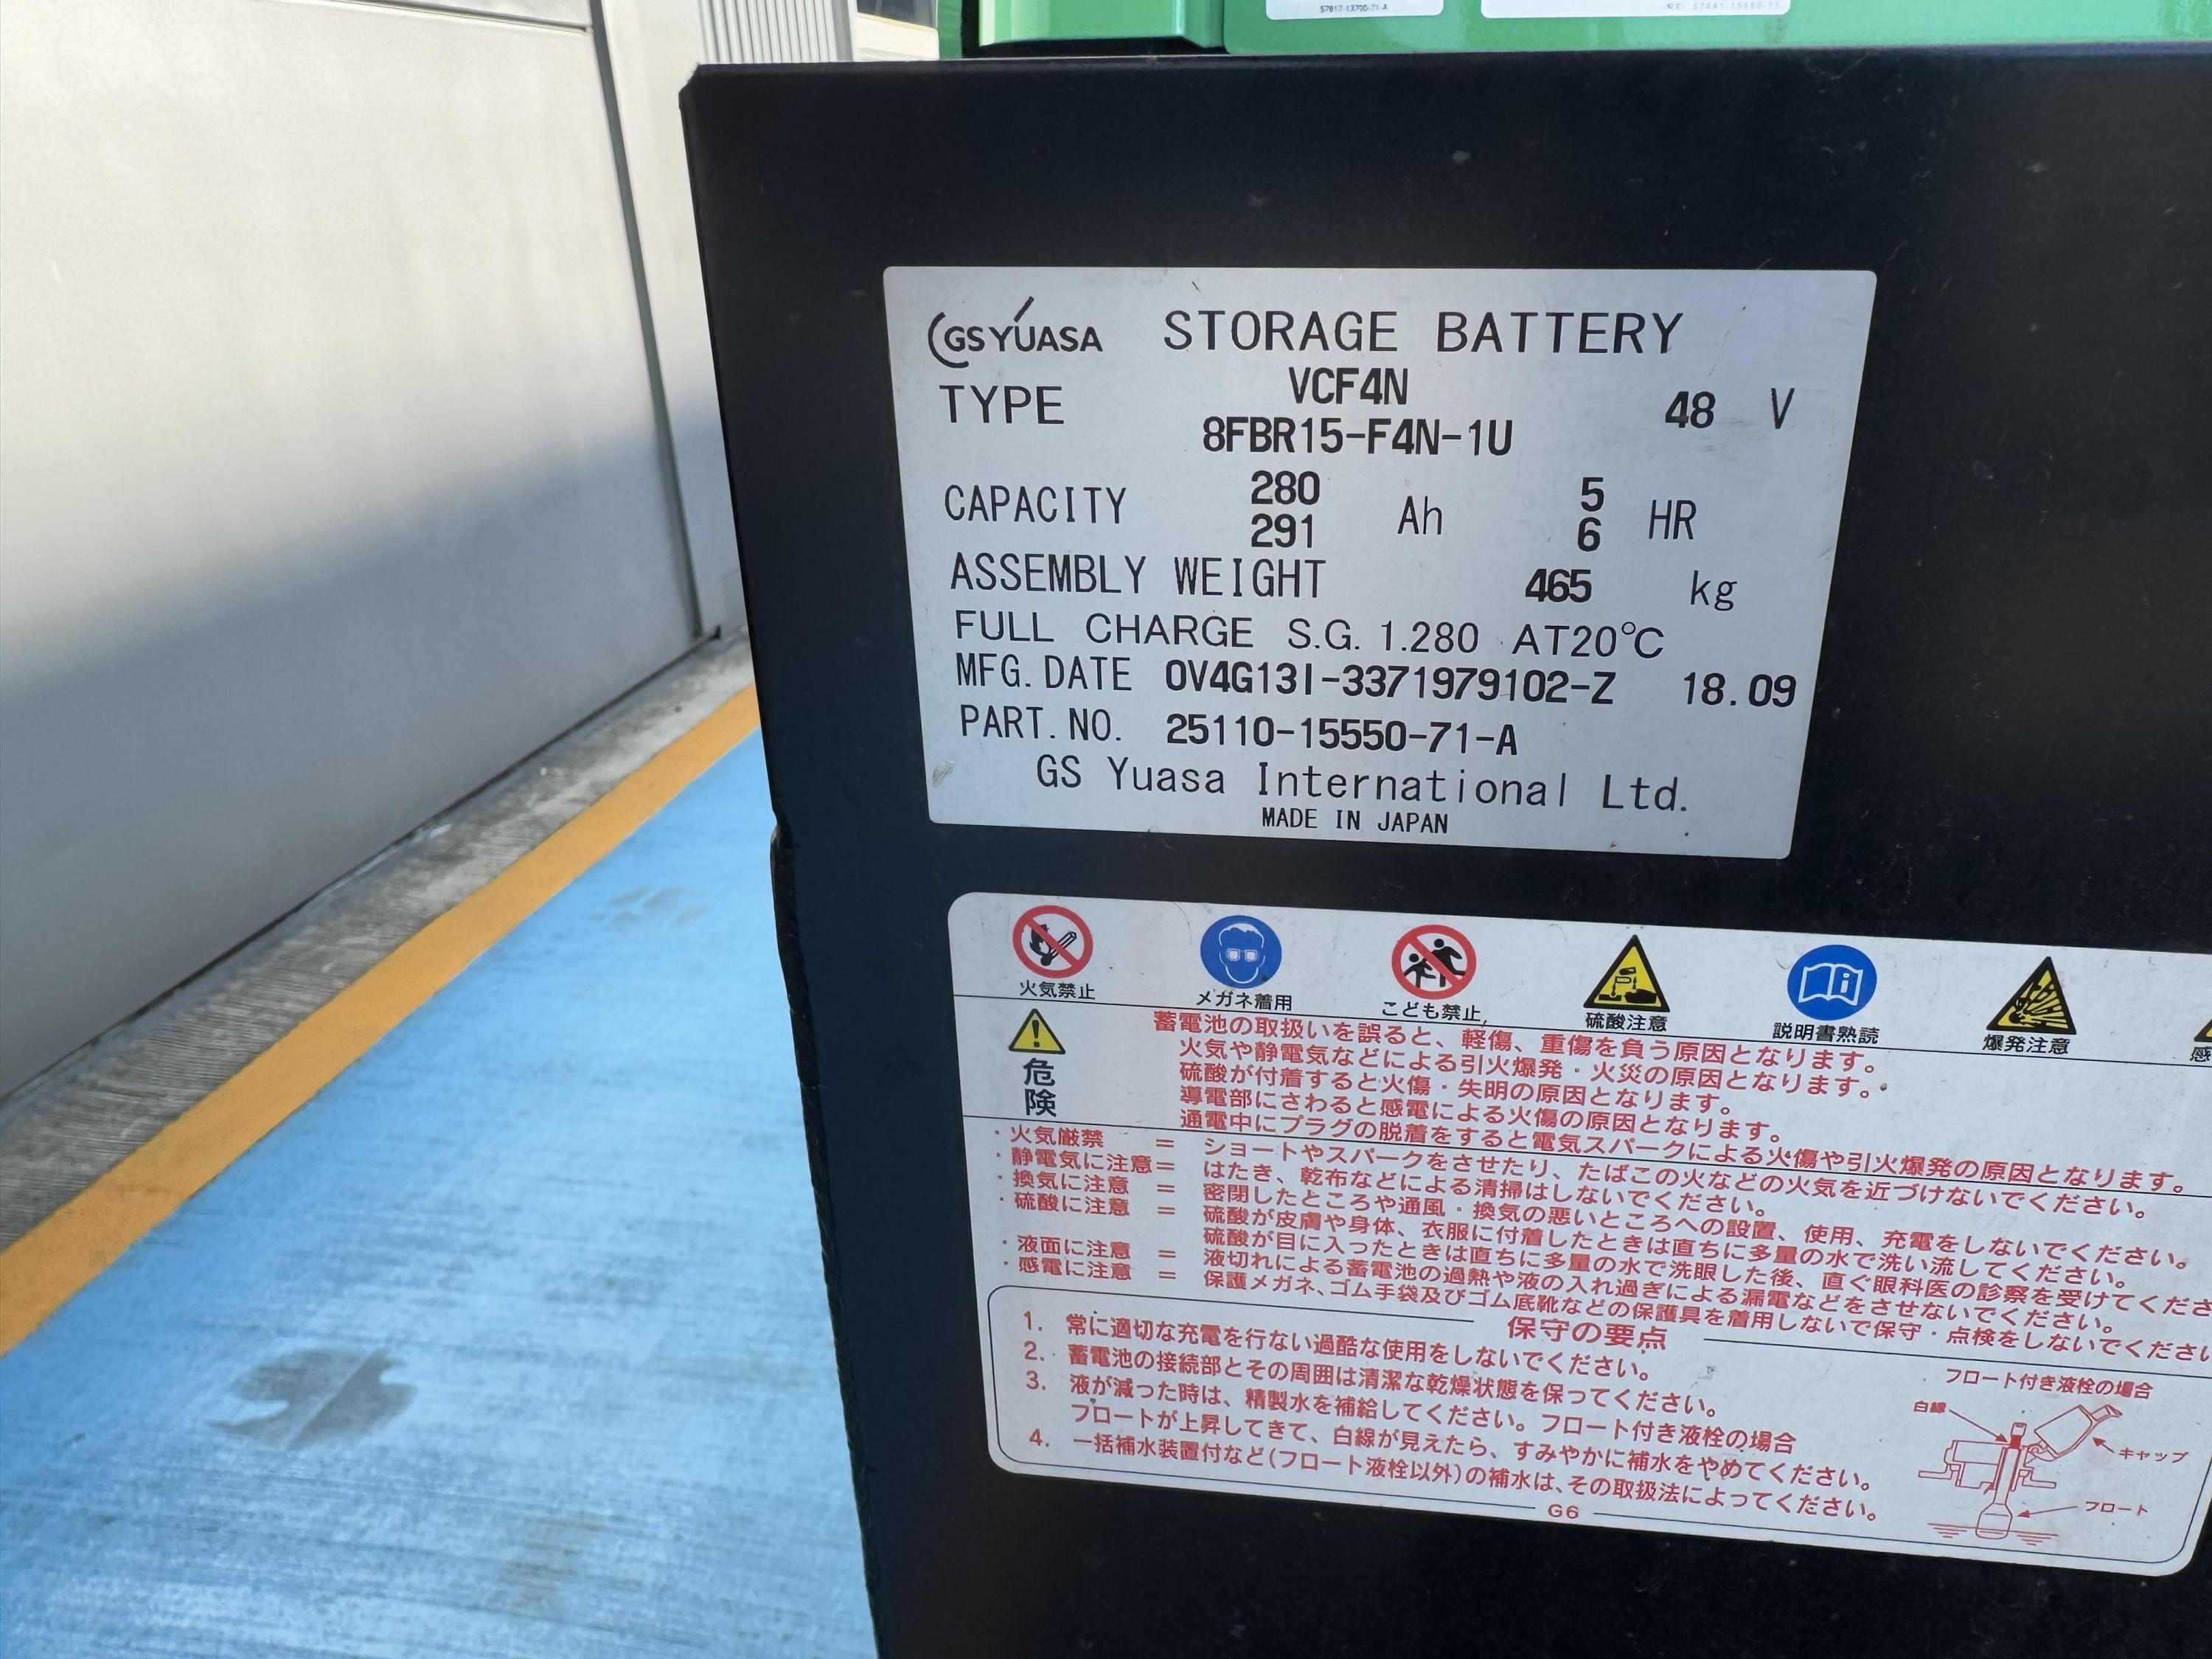 57017-13700-71-A
GS YUASA STORAGE BATTERY
TYPE VCF4N 48 V
8FBR15-F4N-1U
CAPACITY 280 Ah 5 HR
291 6
ASSEMBLY WEIGHT 465 kg
FULL CHARGE S.G. 1.280 AT20℃
MFG. DATE 0V4G13I-3371979102-Z 18.09
PART. NO. 25110-15550-71-A
GS Yuasa International Ltd.
MADE IN JAPAN
火気禁止 メガネ着用 こども禁止 硫酸注意 説明書熟読 爆発注意 感
危険
蓄電池の取扱いを誤ると、軽傷、重傷を負う原因となります。
火気や静電気などによる引火爆発・火災の原因となります。
硫酸が付着すると火傷・失明の原因となります。
導電部にさわると感電による火傷の原因となります。
通電中にプラグの脱着をすると電気スパークによる火傷や引火爆発の原因となります。
・火気厳禁 = ショートやスパークをさせたり、たばこの火などの火気を近づけないでください。
・静電気に注意= はたき、乾布などによる清掃はしないでください。
・換気に注意 = 密閉したところや通風・換気の悪いところへの設置、使用、充電をしないでください。
・硫酸に注意 = 硫酸が皮膚や身体、衣服に付着したときは直ちに多量の水で洗い流してください。
硫酸が目に入ったときは直ちに多量の水で洗眼した後、直ぐ眼科医の診察を受けてくださ
・液面に注意 = 液切れによる蓄電池の過熱や液の入れ過ぎによる漏電などをさせないでください。
・感電に注意 = 保護メガネ、ゴム手袋及びゴム底靴などの保護具を着用しないで保守・点検をしないでください
保守の要点
1. 常に適切な充電を行ない過酷な使用をしないでください。
2. 蓄電池の接続部とその周囲は清潔な乾燥状態を保ってください。
3. 液が減った時は、精製水を補給してください。フロート付き液栓の場合
フロートが上昇してきて、白線が見えたら、すみやかに補水をやめてください。
4. 一括補水装置付など(フロート液栓以外)の補水は、その取扱法によってください。
フロート付き液栓の場合
白線
キャップ
フロート
G6